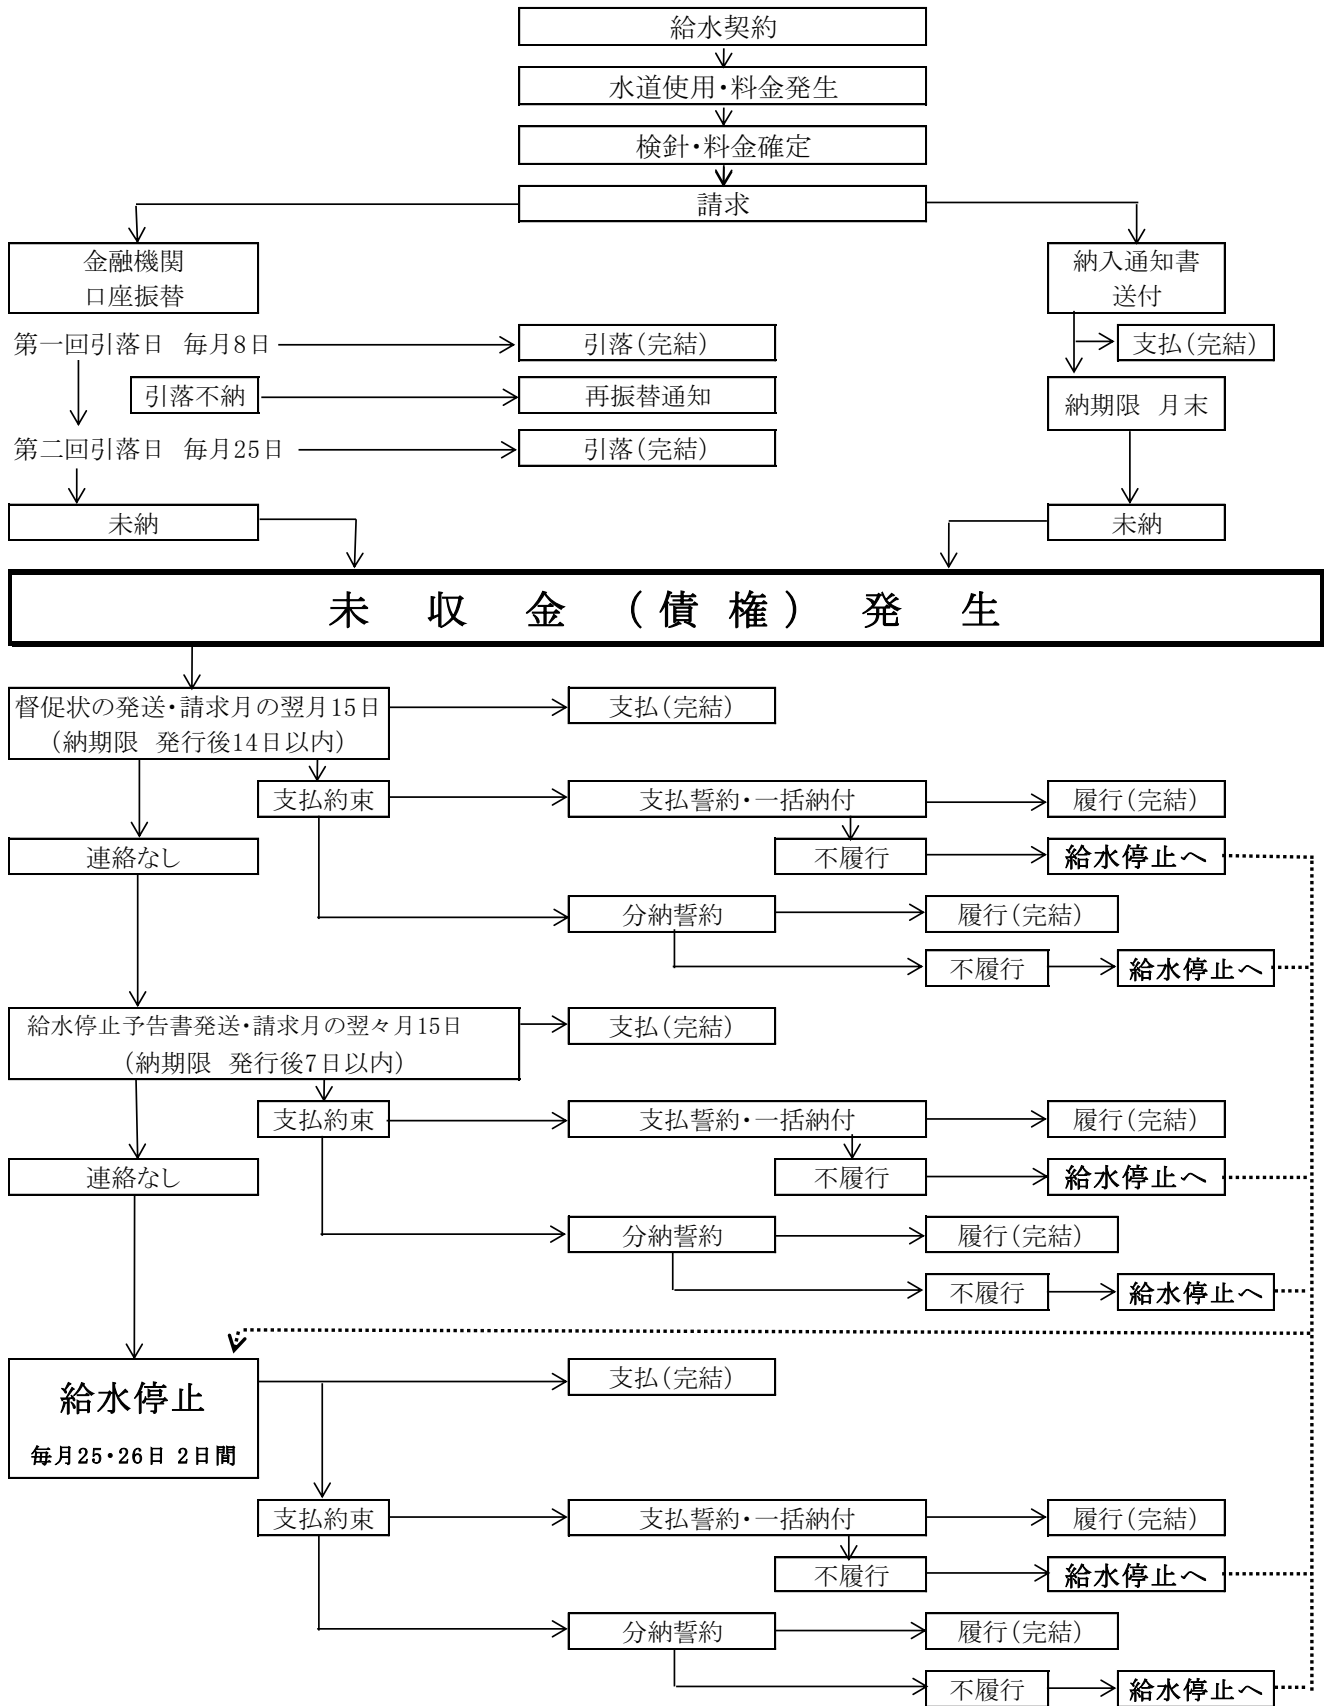 給水契約
水道使用・料金発生
検針・料金確定
請求
金融機関
口座振替
納入通知書
送付
第一回引落日 毎月8日
引落(完結)
支払(完結)
引落不納
再振替通知
納期限 月末
第二回引落日 毎月25日
引落(完結)
未納
未納
未収金(債権)発生
督促状の発送・請求月の翌月15日
(納期限 発行後14日以内)
支払(完結)
支払約束
支払誓約・一括納付
履行(完結)
連絡なし
不履行
給水停止へ
分納誓約
履行(完結)
不履行
給水停止へ
給水停止予告書発送・請求月の翌々月15日
(納期限 発行後7日以内)
支払(完結)
支払約束
支払誓約・一括納付
履行(完結)
連絡なし
不履行
給水停止へ
分納誓約
履行(完結)
不履行
給水停止へ
給水停止
毎月25・26日 2日間
支払(完結)
支払約束
支払誓約・一括納付
履行(完結)
不履行
給水停止へ
分納誓約
履行(完結)
不履行
給水停止へ